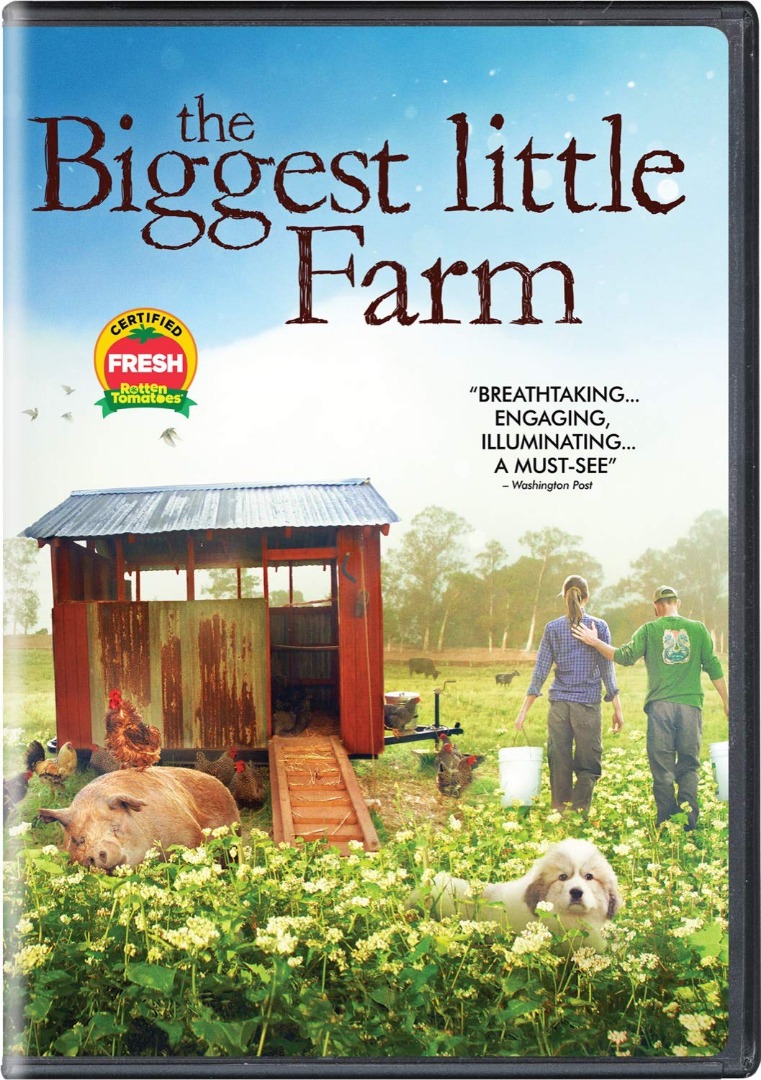 the
Biggest little
Farm
CERTIFIED
FRESH
Rotten
Tomatoes
"BREATHTAKING...
ENGAGING,
ILLUMINATING...
A MUST-SEE"
– Washington Post